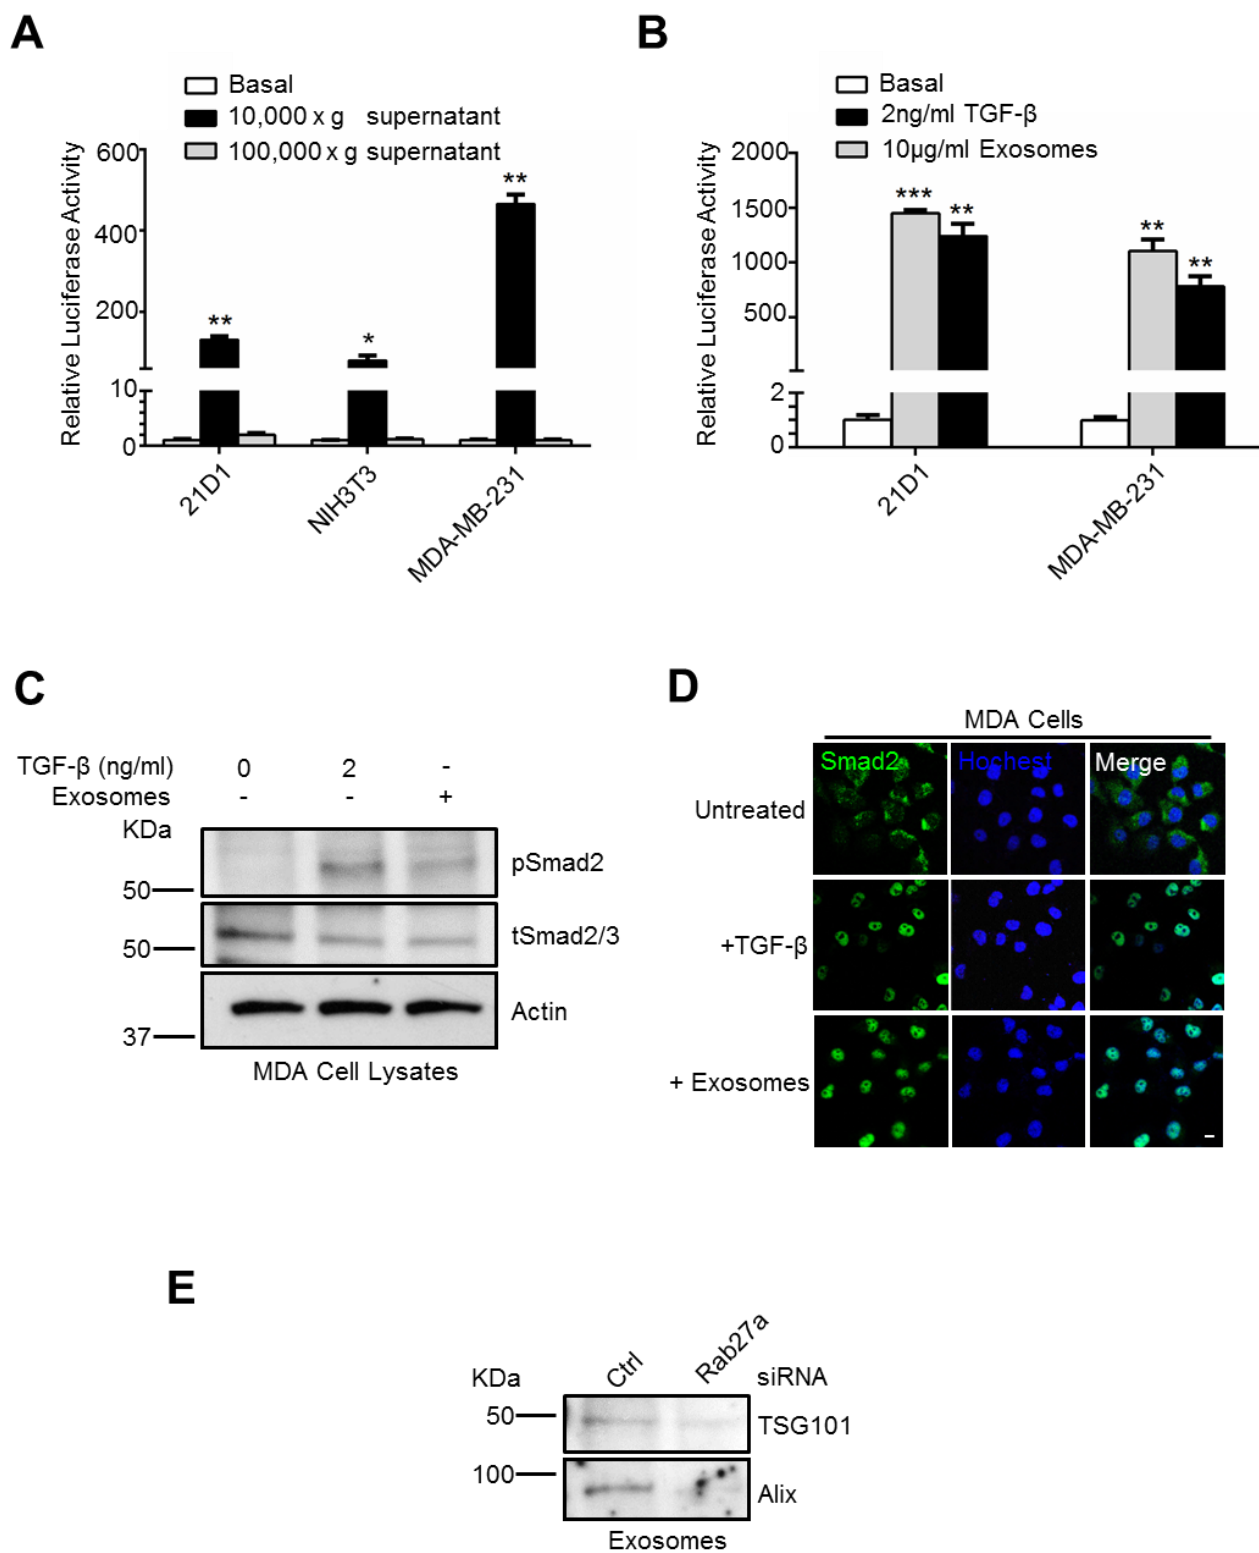 A
Basal
10,000 x g supernatant
100,000 x g supernatant
Relative Luciferase Activity
600
400
200
10
0
**
*
**
21D1
NIH3T3
MDA-MB-231
B
Basal
2ng/ml TGF-β
10µg/ml Exosomes
Relative Luciferase Activity
2000
1500
1000
500
2
0
***
**
**
**
21D1
MDA-MB-231
C
TGF-β (ng/ml) 0 2 -
Exosomes - - +
KDa
50
pSmad2
50
tSmad2/3
37
Actin
MDA Cell Lysates
D
MDA Cells
Smad2 Hochest Merge
Untreated
+TGF-β
+ Exosomes
E
KDa Ctrl Rab27a siRNA
50
TSG101
100
Alix
Exosomes